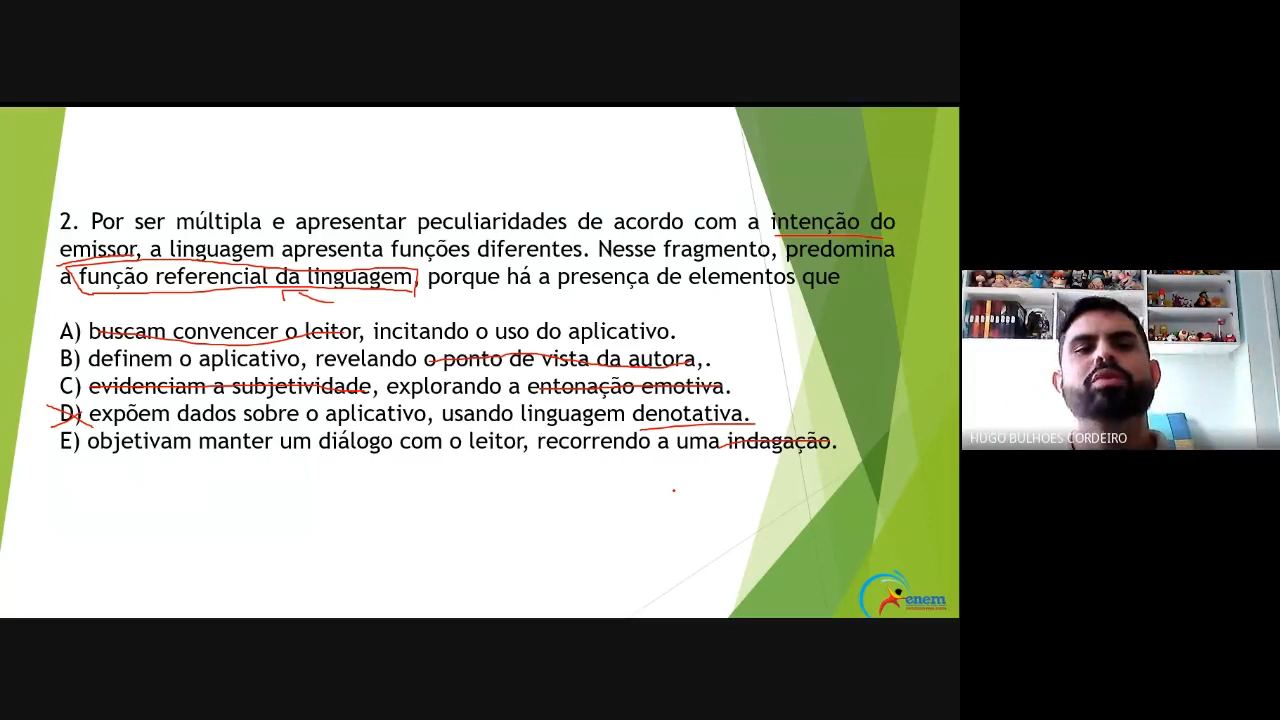 2. Por ser múltipla e apresentar peculiaridades de acordo com a intenção do
emissor, a linguagem apresenta funções diferentes. Nesse fragmento, predomina
a função referencial da linguagem, porque há a presença de elementos que
A) buscam convencer o leitor, incitando o uso do aplicativo.
B) definem o aplicativo, revelando o ponto de vista da autora,.
C) evidenciam a subjetividade, explorando a entonação emotiva.
D) expõem dados sobre o aplicativo, usando linguagem denotativa.
E) objetivam manter um diálogo com o leitor, recorrendo a uma indagação.
HUGO BULHOES CORDEIRO
enem